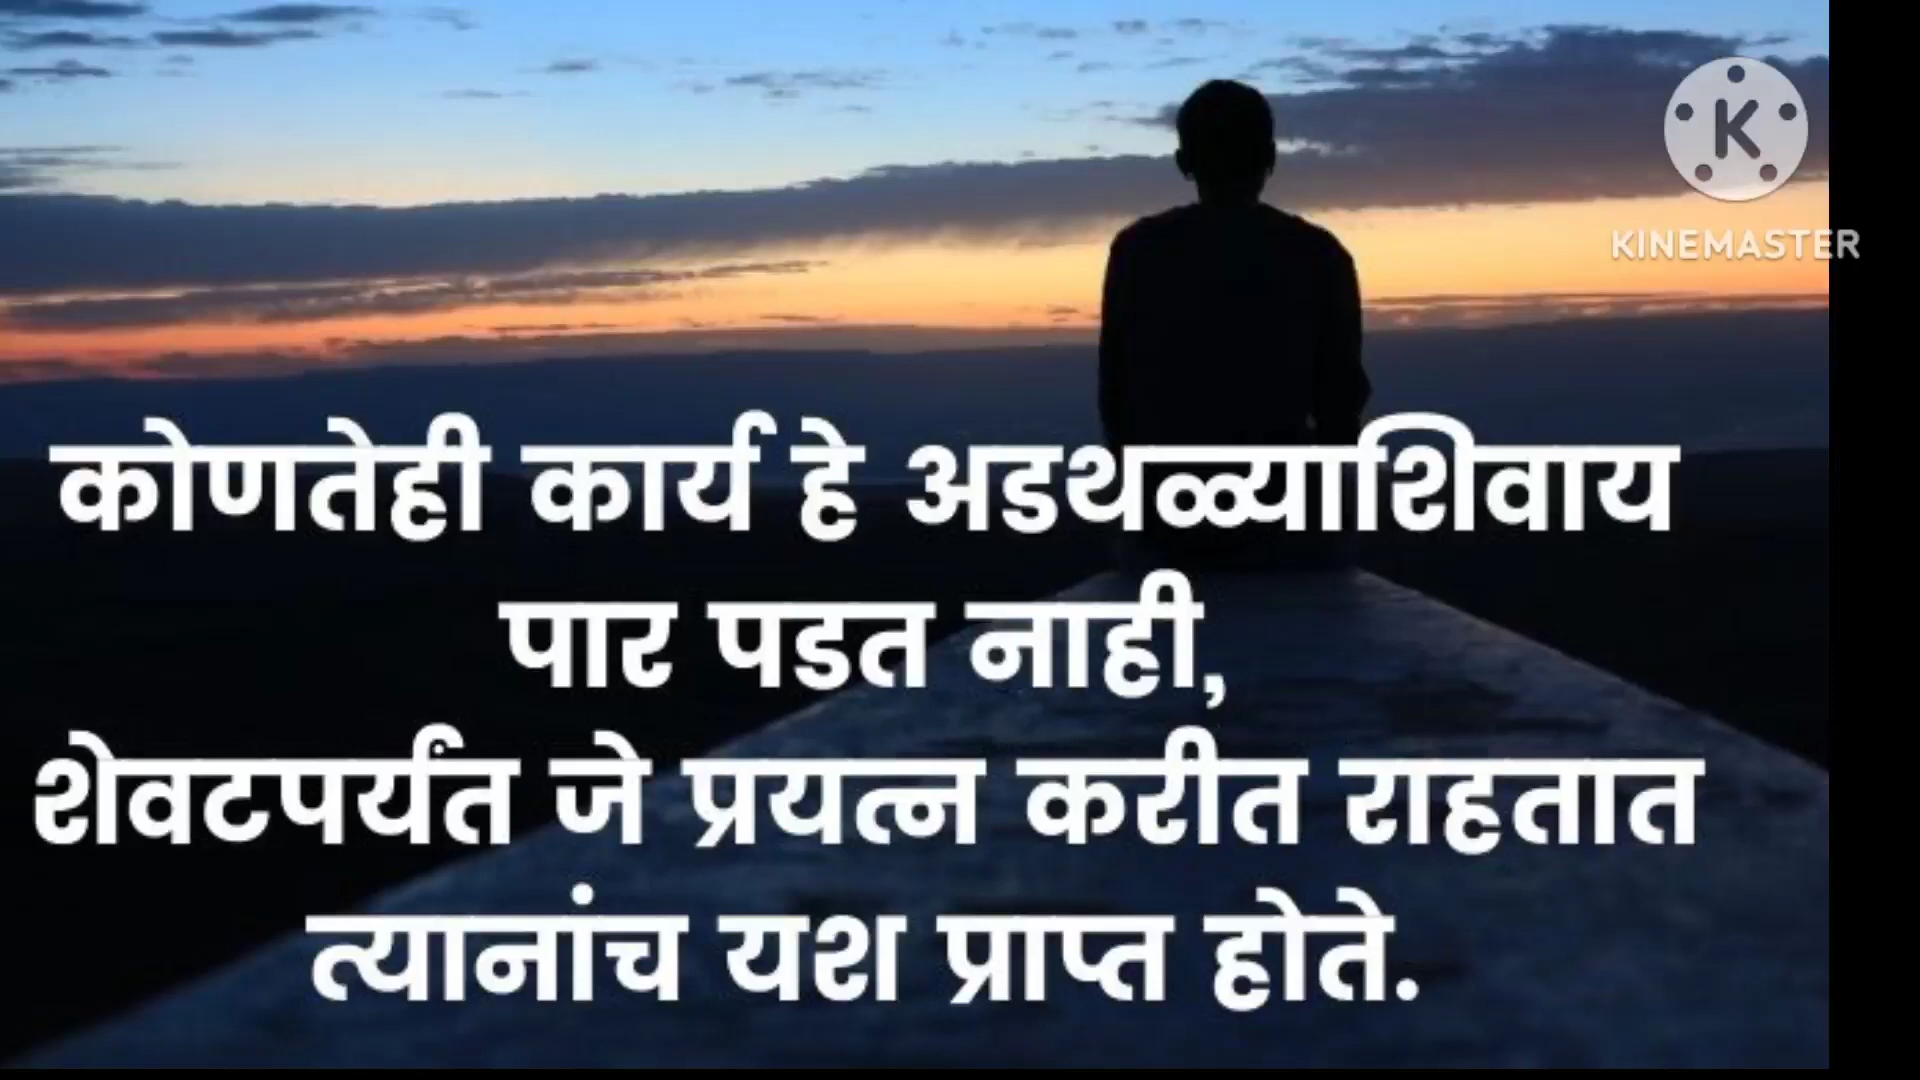 K
KINEMASTER
कोणतेही कार्य हे अडथळ्याशिवाय
पार पडत नाही,
शेवटपर्यंत जे प्रयत्न करीत राहतात
त्यानांच यश प्राप्त होते.